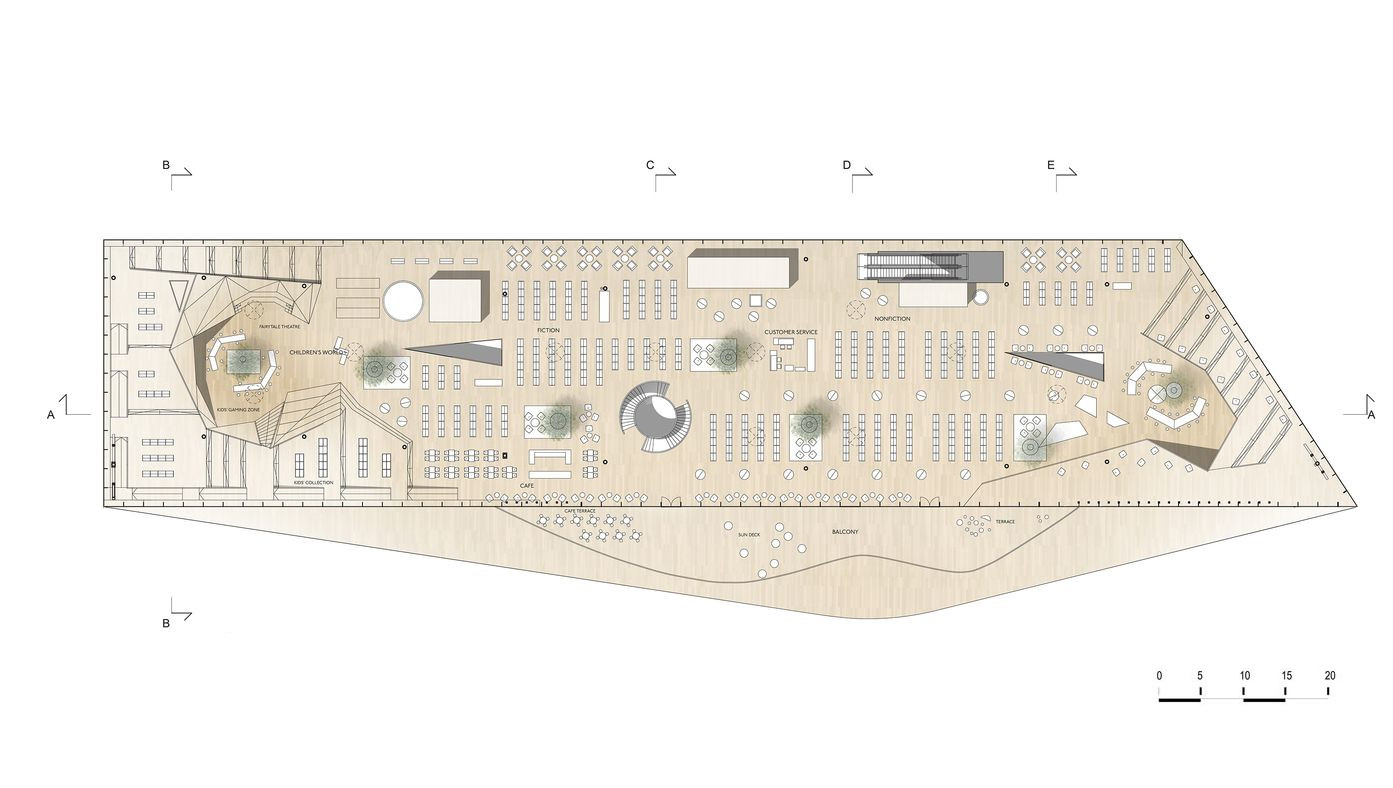 B
C
D
E
FAIRYTALE THEATRE
FICTION
CUSTOMER SERVICE
NONFICTION
CHILDREN'S WORLD
KIDS' GAMING ZONE
A
A
KIDS' COLLECTION
CAFE
CAFE TERRACE
SUN DECK
BALCONY
TERRACE
B
0 5 10 15 20